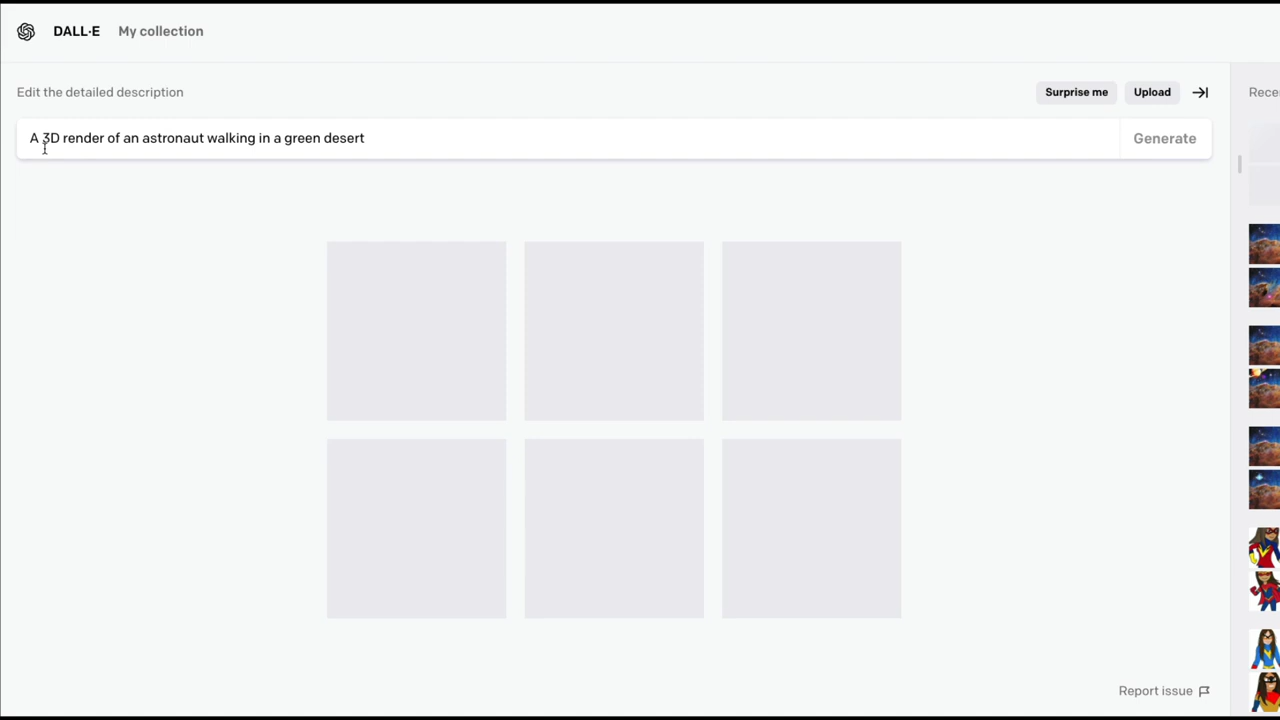 DALL·E My collection
Edit the detailed description
Surprise me Upload
Rece
A 3D render of an astronaut walking in a green desert
Generate
Report issue